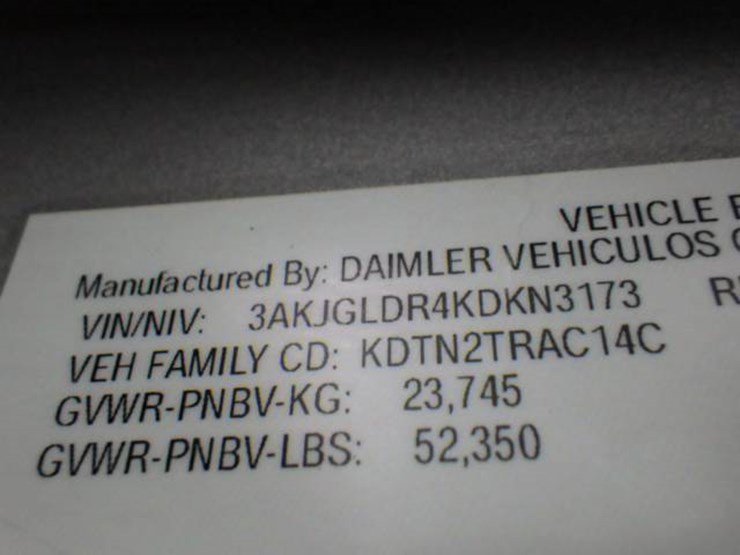 VEHICLE
Manufactured By: DAIMLER VEHICULOS
VIN/NIV: 3AKJGLDR4KDKN3173
VEH FAMILY CD: KDTN2TRAC14C
GVWR-PNBV-KG: 23,745
GVWR-PNBV-LBS: 52,350